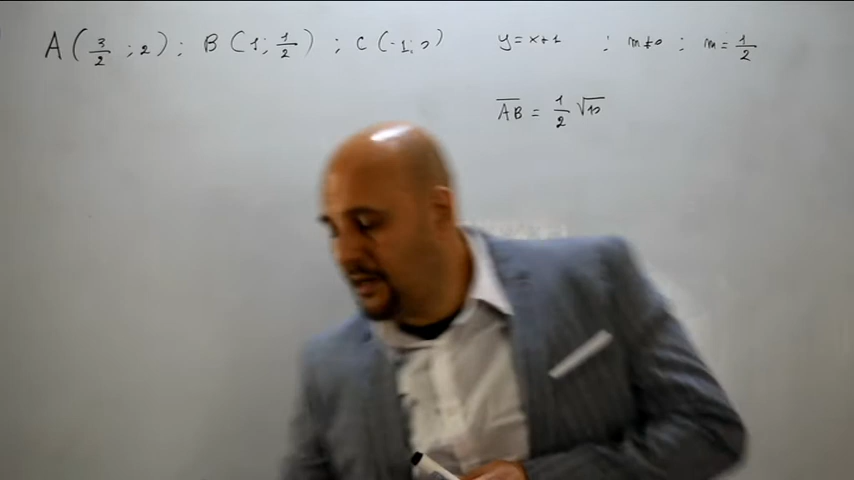 A (3/2 ; 2) ; B (1; 1/2) ; C (-1; 0) y = x+1 ; m≠0 ; m = 1/2
AB = 1/2 √10